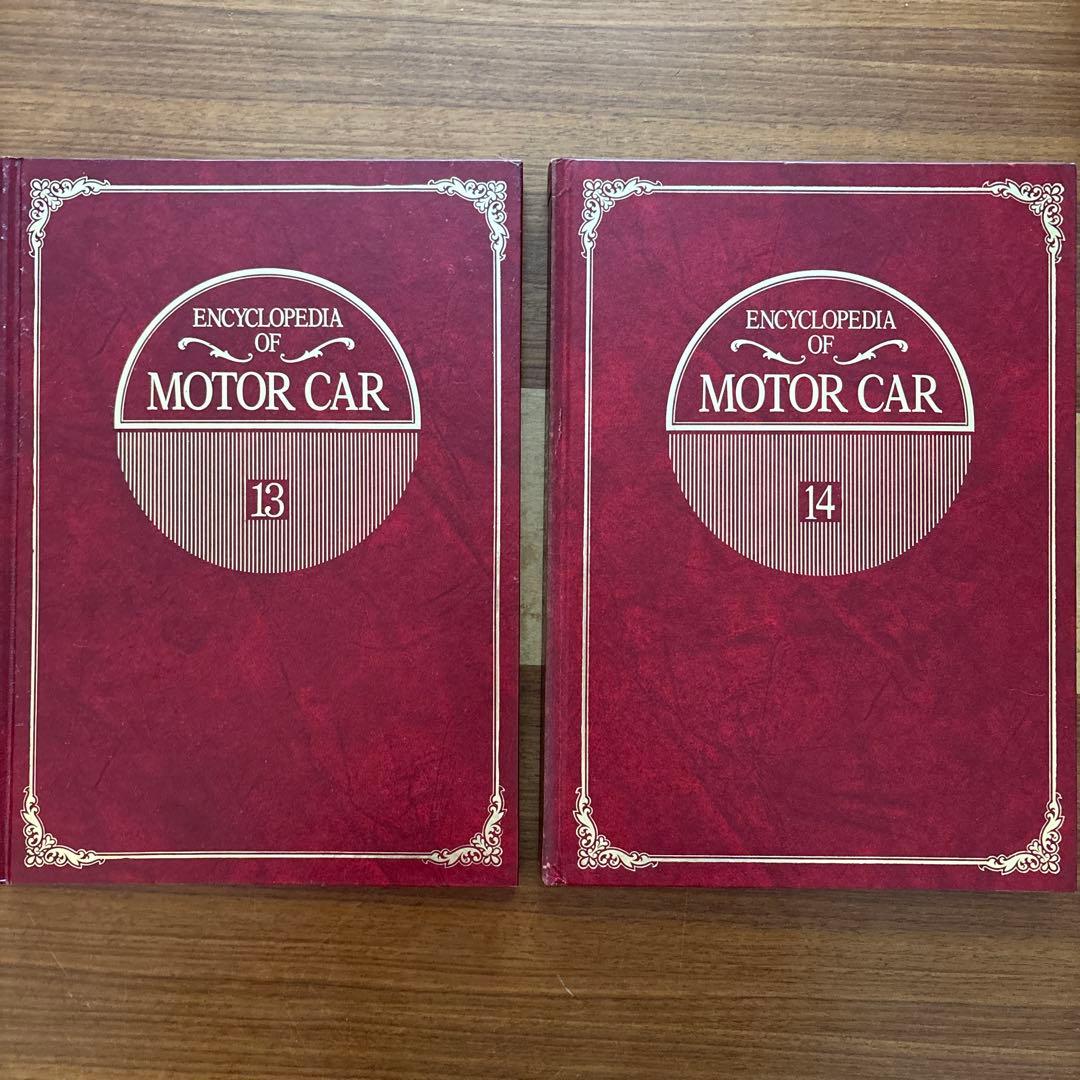 ENCYCLOPEDIA
OF
MOTOR CAR
13
ENCYCLOPEDIA
OF
MOTOR CAR
14